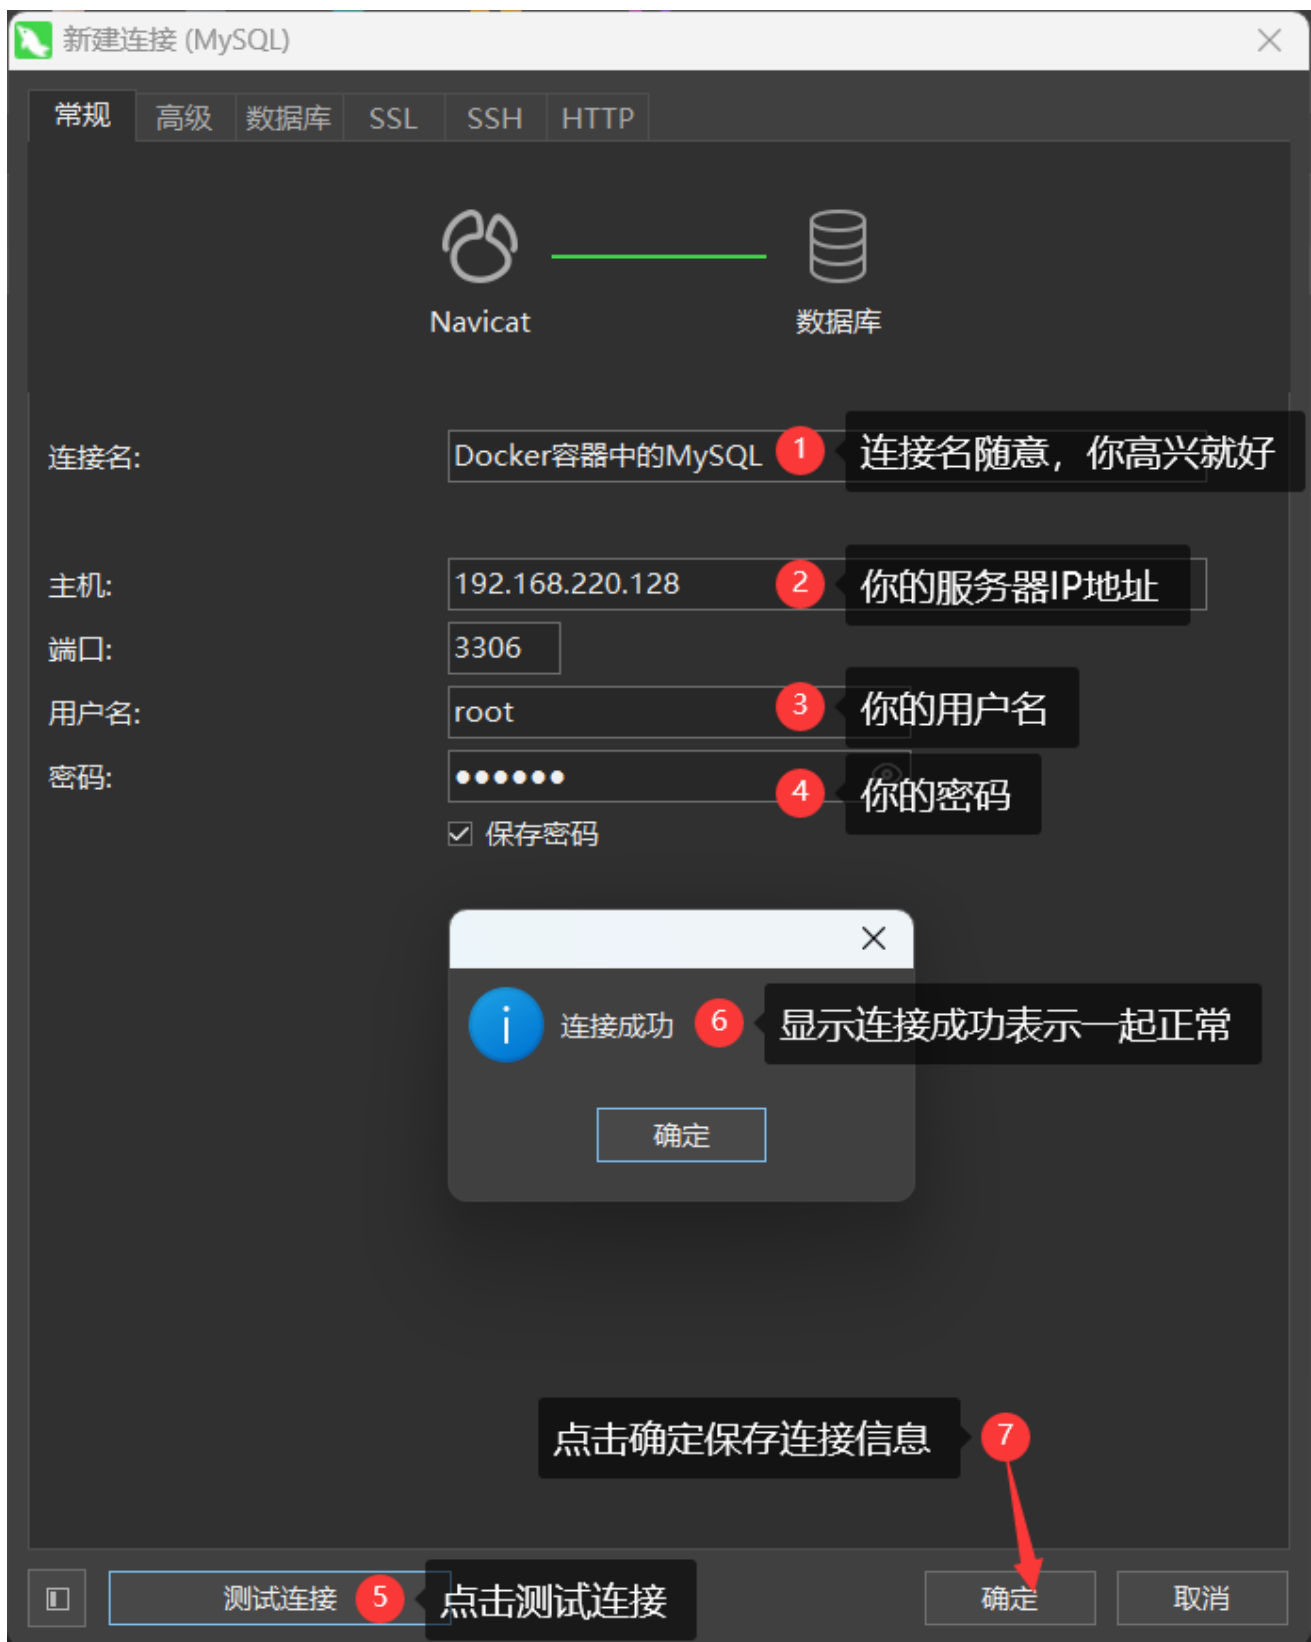 新建连接 (MySQL)
常规 高级 数据库 SSL SSH HTTP
Navicat 数据库
连接名: Docker容器中的MySQL 1 连接名随意，你高兴就好
主机: 192.168.220.128 2 你的服务器IP地址
端口: 3306
用户名: root 3 你的用户名
密码: ●●●●●● 4 你的密码
保存密码
连接成功 6 显示连接成功表示一起正常
确定
点击确定保存连接信息 7
测试连接 5 点击测试连接 确定 取消